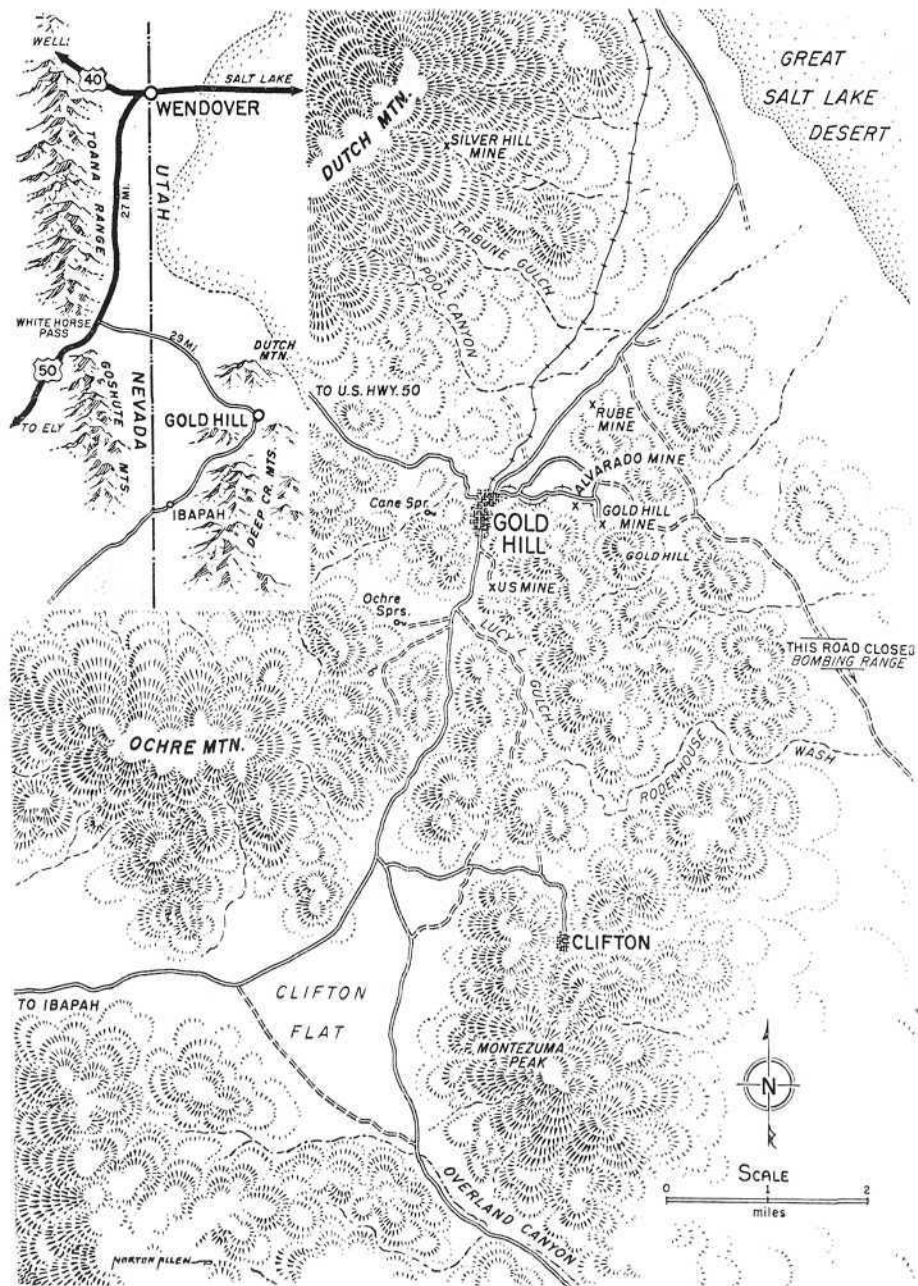 WELLS
40
SALT LAKE
WENDOVER
TOANA RANGE
27 MI.
UTAH
WHITE HORSE
PASS
29 MI.
DUTCH
MTN.
50
GOSHUTE
MTS.
NEVADA
TO ELY
GOLD HILL
DEEP CR. MTS.
IBAPAH
GREAT
SALT LAKE
DESERT
DUTCH MTN.
SILVER HILL
MINE
TRIBUNE GULCH
POOL CANYON
TO U.S. HWY. 50
RUBE
MINE
ALVARADO MINE
Cane Spr.
GOLD
HILL
GOLD HILL
MINE
GOLD HILL
U S MINE
Ochre
Sprs.
LUCY L
GULCH
THIS ROAD CLOSED
BOMBING RANGE
OCHRE MTN.
RODENHOUSE WASH
CLIFTON
TO IBAPAH
CLIFTON
FLAT
MONTEZUMA
PEAK
N
OVERLAND CANYON
SCALE
0 1 2
miles
NORTON ALLEN